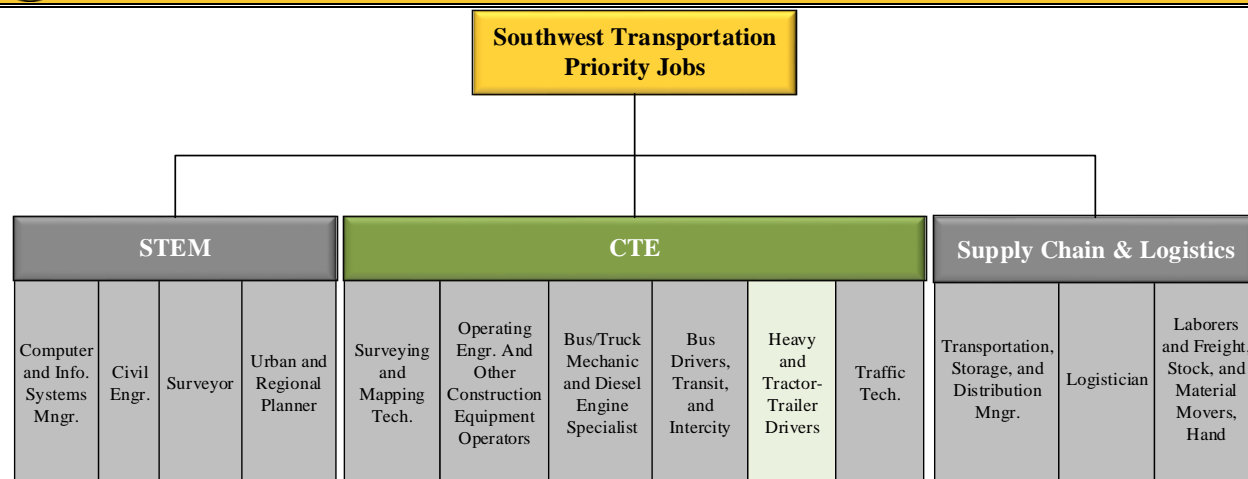 Southwest Transportation
Priority Jobs
STEM
CTE
Supply Chain & Logistics
Computer
and Info.
Systems
Mngr.
Civil
Engr.
Surveyor
Urban and
Regional
Planner
Surveying
and
Mapping
Tech.
Operating
Engr. And
Other
Construction
Equipment
Operators
Bus/Truck
Mechanic
and Diesel
Engine
Specialist
Bus
Drivers,
Transit,
and
Intercity
Heavy
and
Tractor-
Trailer
Drivers
Traffic
Tech.
Transportation,
Storage, and
Distribution
Mngr.
Logistician
Laborers
and Freight,
Stock, and
Material
Movers,
Hand